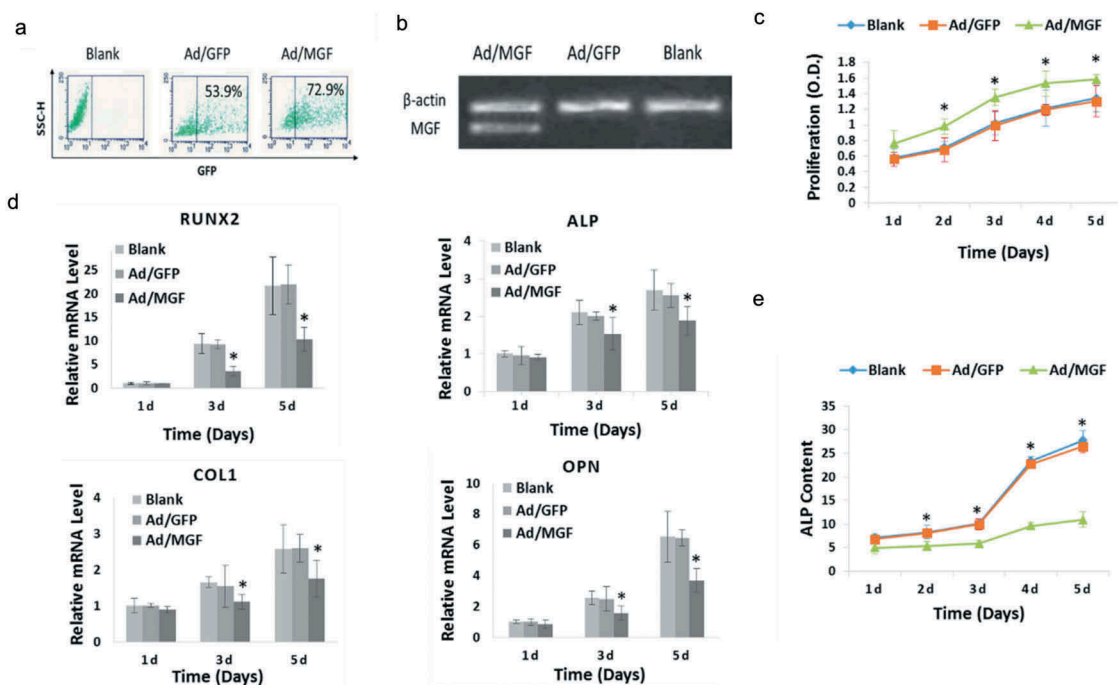 a
Blank
Ad/GFP
Ad/MGF
SSC-H
250
0
10⁰ 10¹ 10² 10³ 10⁴
53.9%
72.9%
GFP
b
Ad/MGF Ad/GFP Blank
β-actin
MGF
c
Blank Ad/GFP Ad/MGF
Proliferation (O.D.)
1.8
1.6
1.4
1.2
1
0.8
0.6
0.4
0.2
0
* * * *
1d 2d 3d 4d 5d
Time (Days)
d
RUNX2
Relative mRNA Level
Blank
Ad/GFP
Ad/MGF
25
20
15
10
5
0
* *
1d 3d 5d
Time (Days)
ALP
Relative mRNA Level
Blank
Ad/GFP
Ad/MGF
4
3
2
1
0
* *
1d 3d 5d
Time (Days)
COL1
Relative mRNA Level
Blank
Ad/GFP
Ad/MGF
4
3
2
1
0
* *
1d 3d 5d
Time (Days)
OPN
Relative mRNA Level
Blank
Ad/GFP
Ad/MGF
10
8
6
4
2
0
* *
1d 3d 5d
Time (Days)
e
Blank Ad/GFP Ad/MGF
ALP Content
35
30
25
20
15
10
5
0
* * * *
1d 2d 3d 4d 5d
Time (Days)